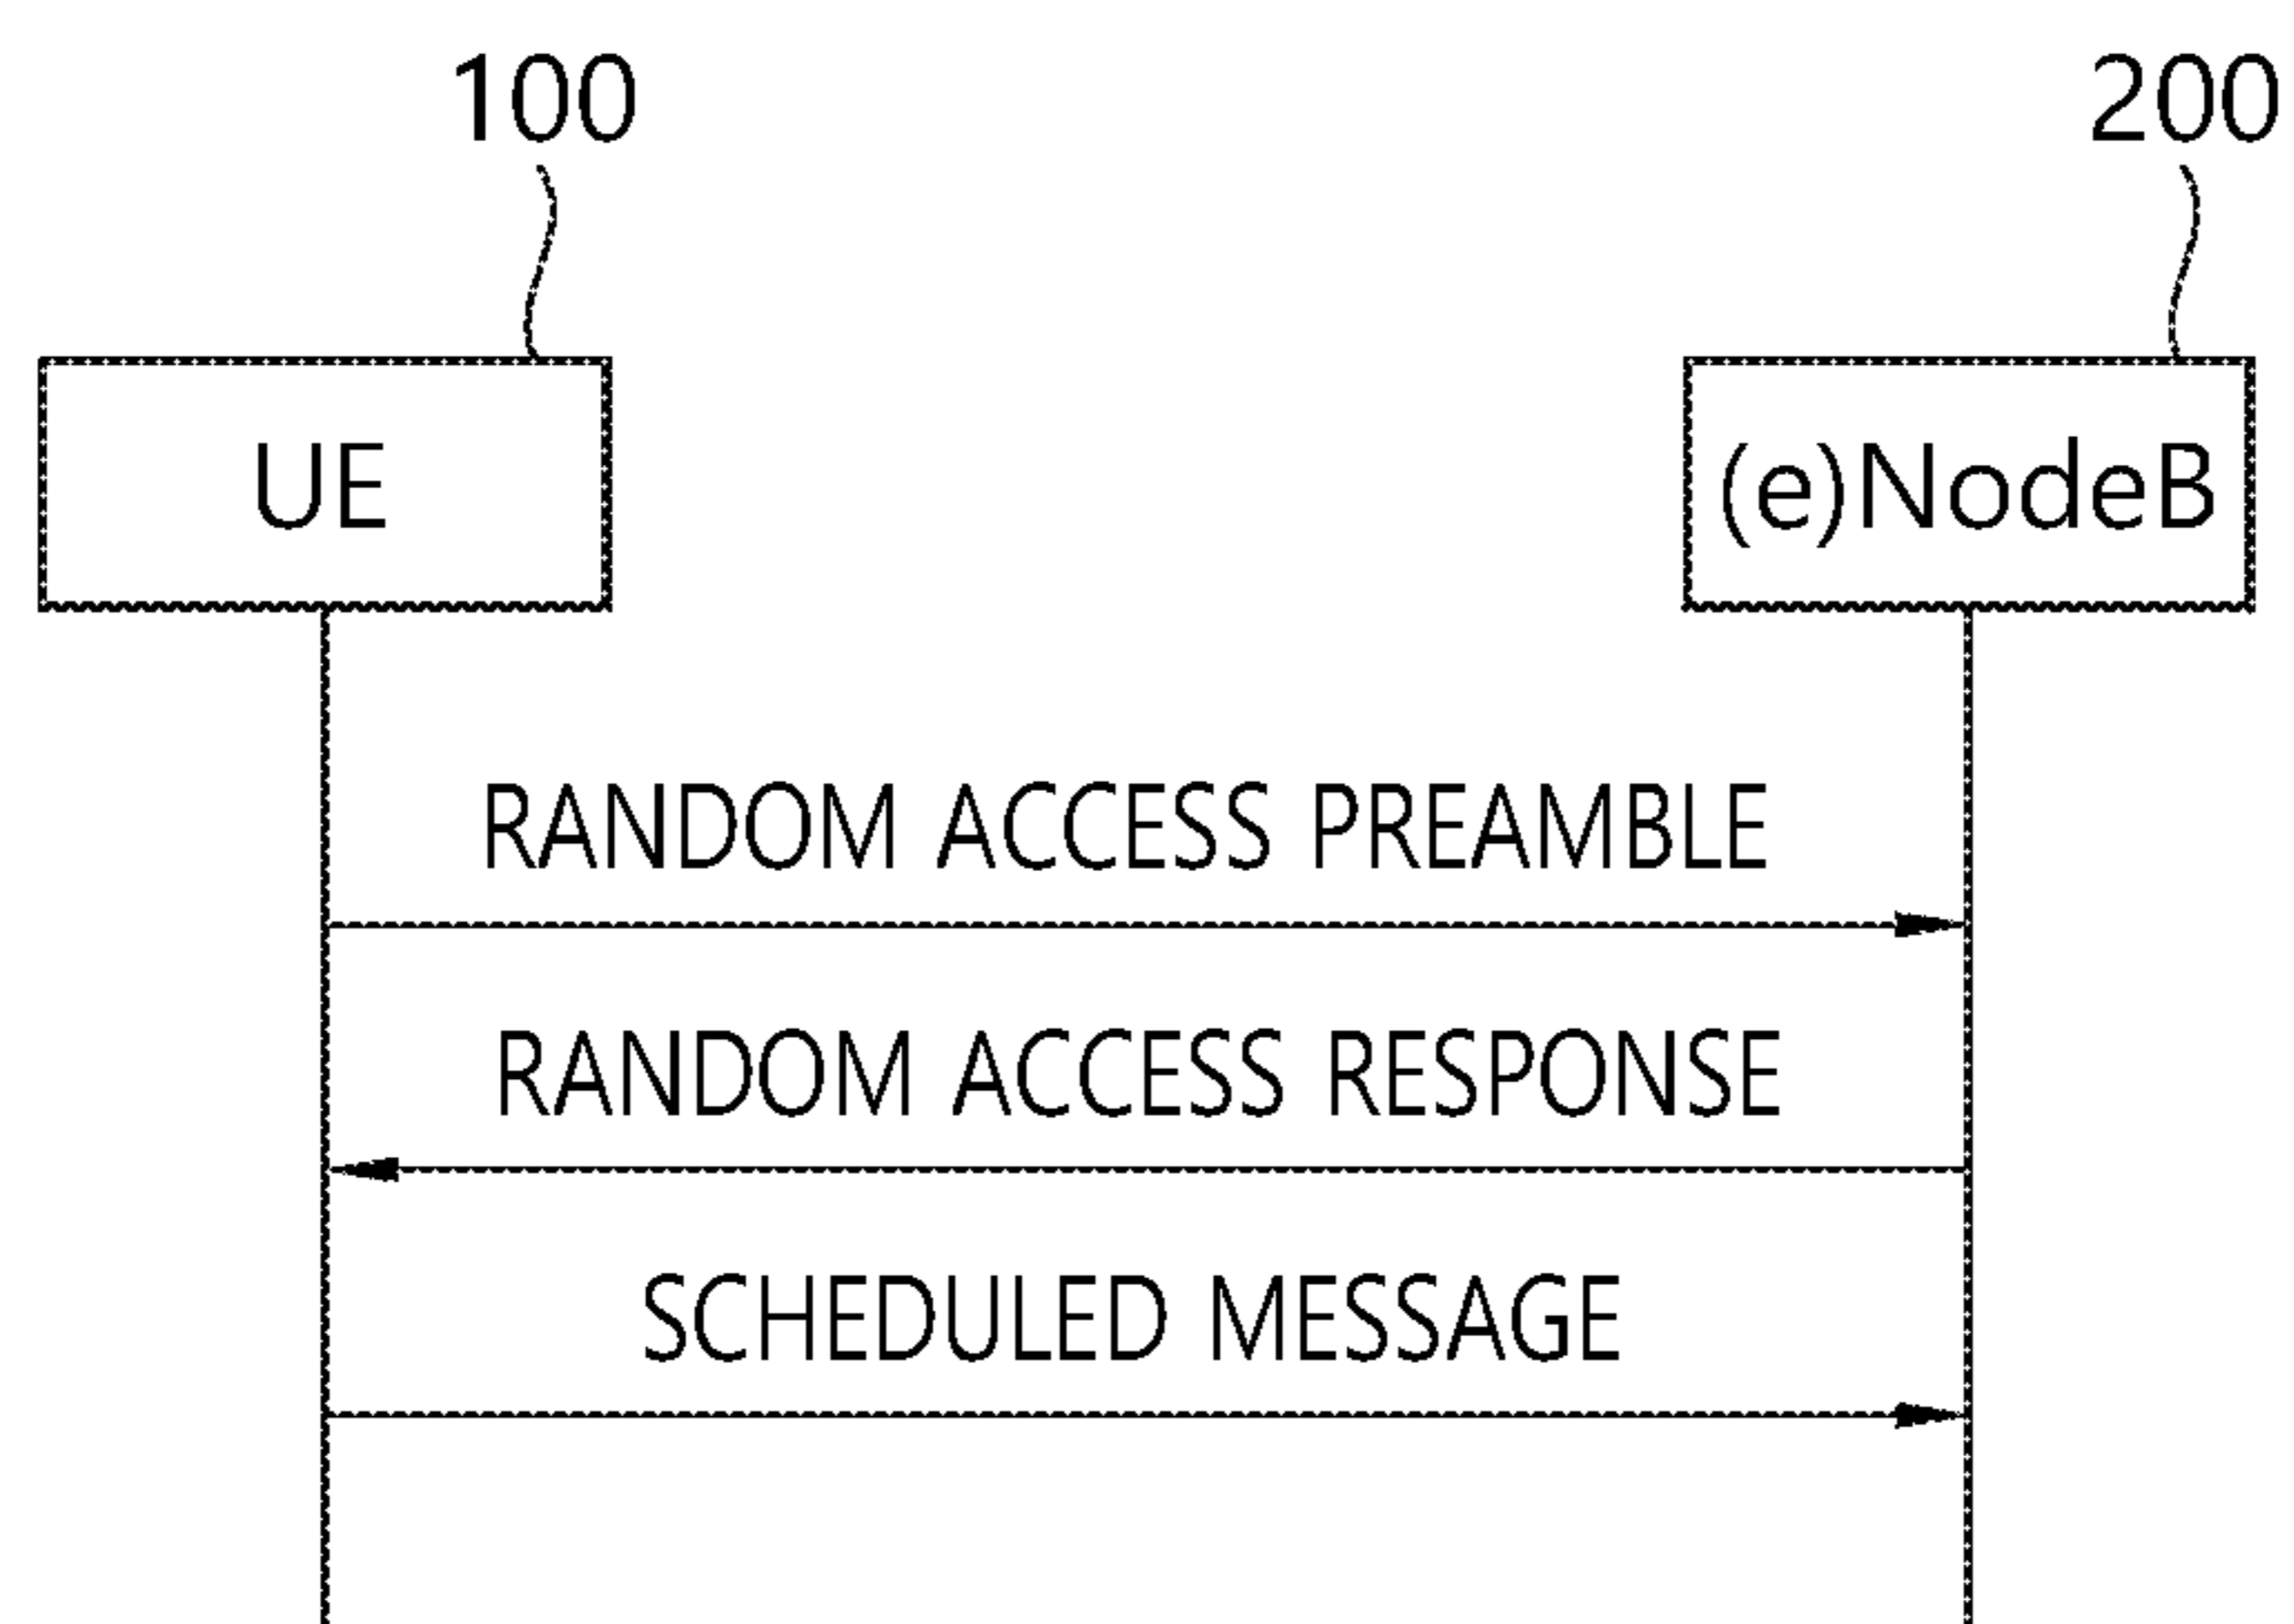 100
200
UE
(e)NodeB
RANDOM ACCESS PREAMBLE
RANDOM ACCESS RESPONSE
SCHEDULED MESSAGE